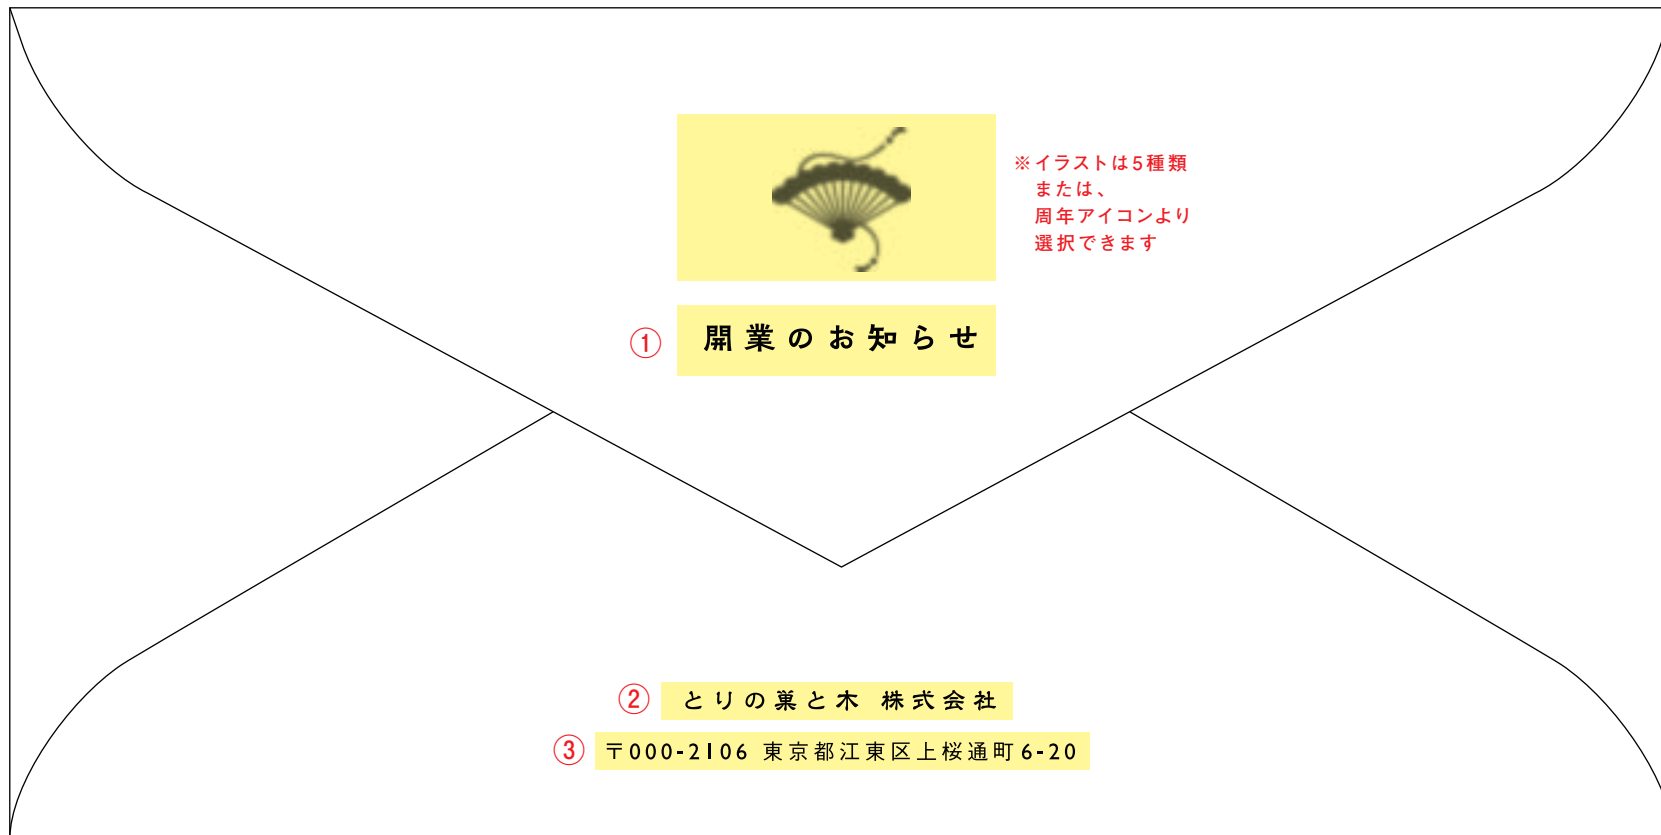 ※イラストは5種類
または、
周年アイコンより
選択できます
① 開業のお知らせ
② とりの巣と木 株式会社
③ 〒000-2106 東京都江東区上桜通町6-20